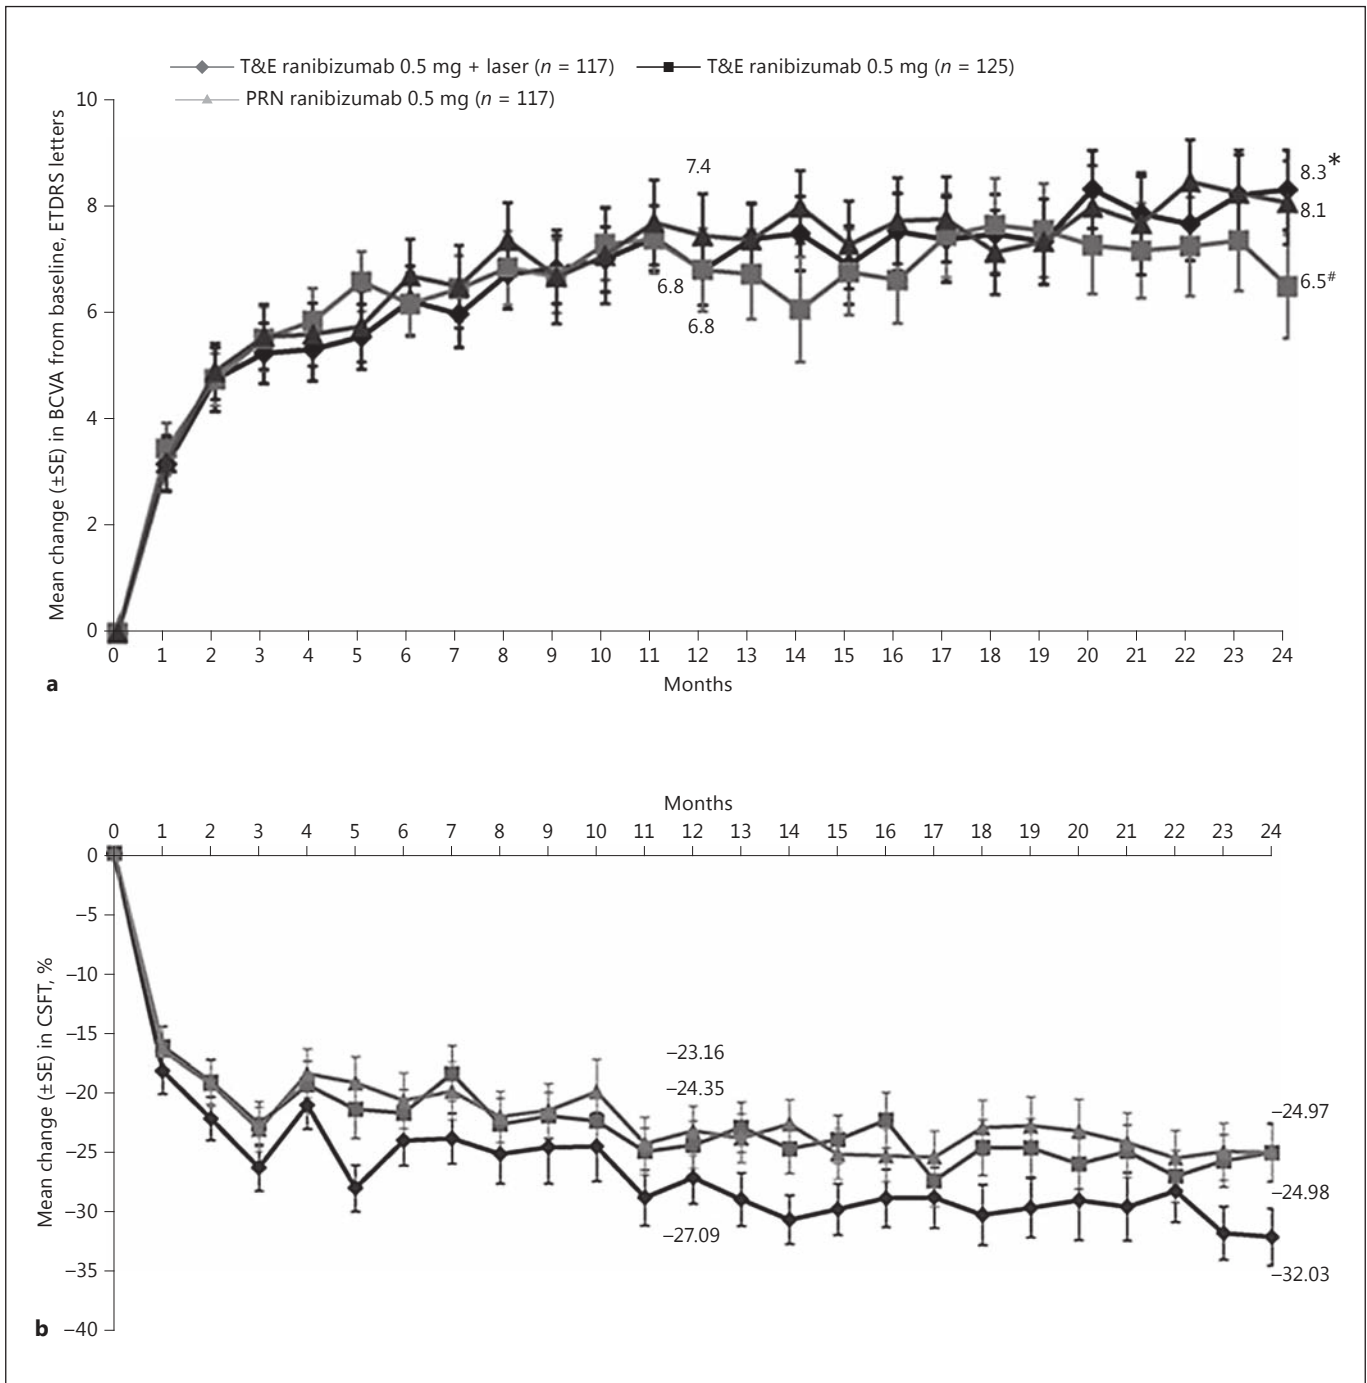 T&E ranibizumab 0.5 mg + laser (n = 117) T&E ranibizumab 0.5 mg (n = 125)
PRN ranibizumab 0.5 mg (n = 117)
Mean change (±SE) in BCVA from baseline, ETDRS letters
10
8
6
4
2
0
7.4
6.8
6.8
8.3*
8.1
6.5#
0 1 2 3 4 5 6 7 8 9 10 11 12 13 14 15 16 17 18 19 20 21 22 23 24
Months
a
Months
0 1 2 3 4 5 6 7 8 9 10 11 12 13 14 15 16 17 18 19 20 21 22 23 24
Mean change (±SE) in CSFT, %
0
–5
–10
–15
–20
–25
–30
–35
–40
–23.16
–24.35
–27.09
–24.97
–24.98
–32.03
b